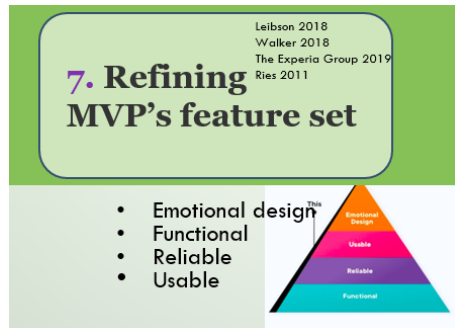 Leibson 2018
Walker 2018
The Experia Group 2019
Ries 2011
7. Refining
MVP's feature set
• Emotional design
• Functional
• Reliable
• Usable
This
Emotional
Design
Usable
Reliable
Functional